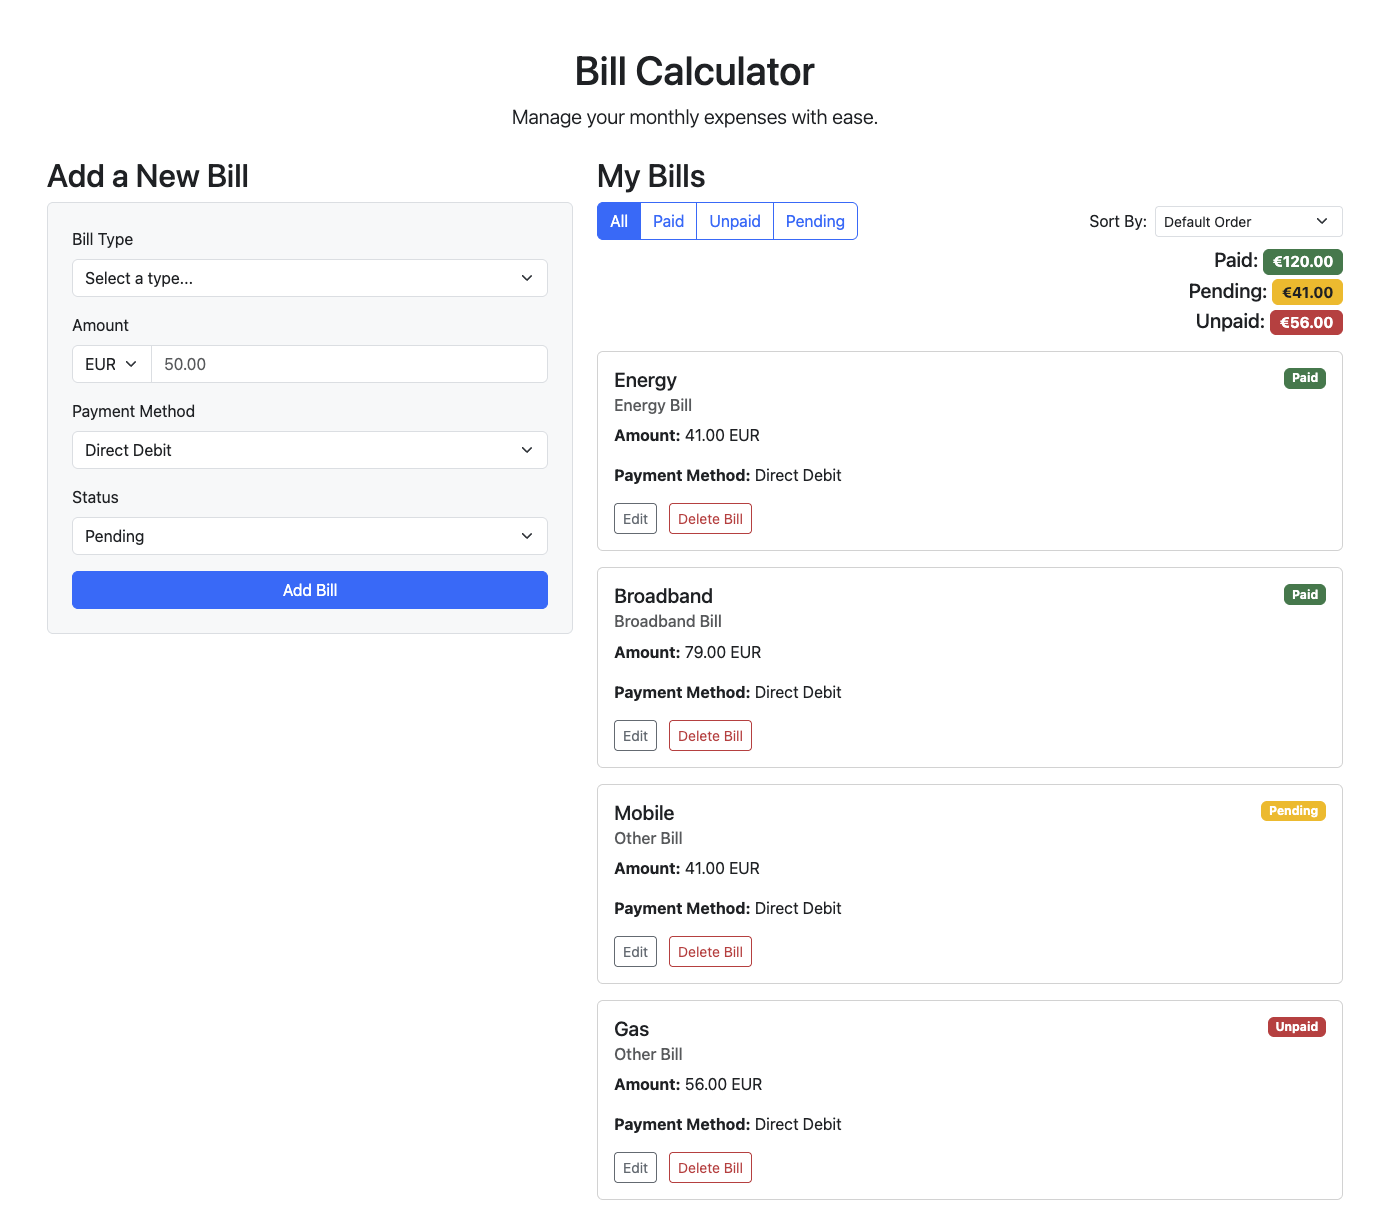 Bill Calculator
Manage your monthly expenses with ease.
Add a New Bill
Bill Type
Select a type...
Amount
EUR 50.00
Payment Method
Direct Debit
Status
Pending
Add Bill
My Bills
All Paid Unpaid Pending
Sort By: Default Order
Paid: €120.00
Pending: €41.00
Unpaid: €56.00
Energy Paid
Energy Bill
Amount: 41.00 EUR
Payment Method: Direct Debit
Edit Delete Bill
Broadband Paid
Broadband Bill
Amount: 79.00 EUR
Payment Method: Direct Debit
Edit Delete Bill
Mobile Pending
Other Bill
Amount: 41.00 EUR
Payment Method: Direct Debit
Edit Delete Bill
Gas Unpaid
Other Bill
Amount: 56.00 EUR
Payment Method: Direct Debit
Edit Delete Bill